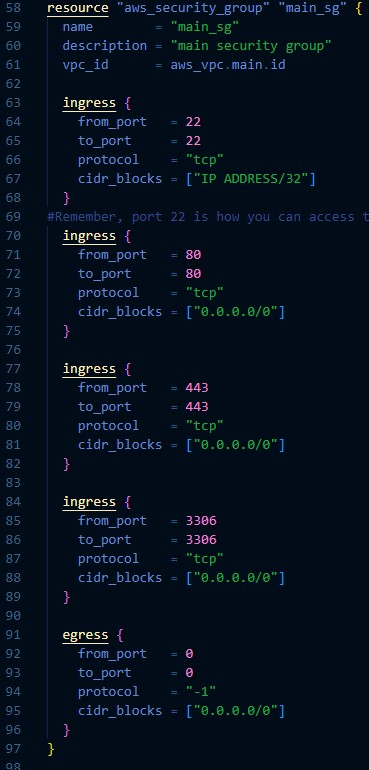 58 resource "aws_security_group" "main_sg" {
59   name        = "main_sg"
60   description = "main security group"
61   vpc_id      = aws_vpc.main.id
62
63   ingress {
64     from_port   = 22
65     to_port     = 22
66     protocol    = "tcp"
67     cidr_blocks = ["IP ADDRESS/32"]
68   }
69 #Remember, port 22 is how you can access t
70   ingress {
71     from_port   = 80
72     to_port     = 80
73     protocol    = "tcp"
74     cidr_blocks = ["0.0.0.0/0"]
75   }
76
77   ingress {
78     from_port   = 443
79     to_port     = 443
80     protocol    = "tcp"
81     cidr_blocks = ["0.0.0.0/0"]
82   }
83
84   ingress {
85     from_port   = 3306
86     to_port     = 3306
87     protocol    = "tcp"
88     cidr_blocks = ["0.0.0.0/0"]
89   }
90
91   egress {
92     from_port   = 0
93     to_port     = 0
94     protocol    = "-1"
95     cidr_blocks = ["0.0.0.0/0"]
96   }
97 }
98